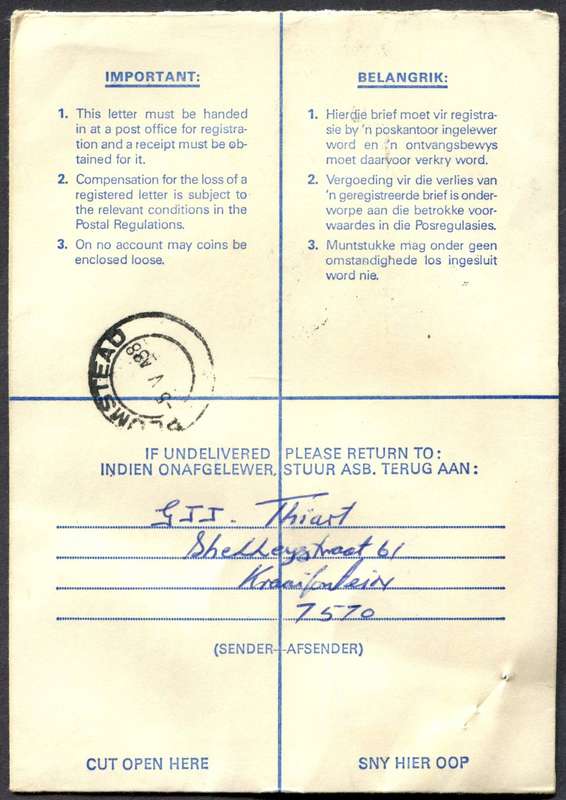 IMPORTANT:
1. This letter must be handed
in at a post office for registra-
tion and a receipt must be ob-
tained for it.
2. Compensation for the loss of a
registered letter is subject to
the relevant conditions in the
Postal Regulations.
3. On no account may coins be
enclosed loose.
BELANGRIK:
1. Hierdie brief moet vir registra-
sie by 'n poskantoor ingelewer
word en 'n ontvangsbewys
moet daarvoor verkry word.
2. Vergoeding vir die verlies van
'n geregistreerde brief is onder-
worpe aan die betrokke voor-
waardes in die Posregulasies.
3. Muntstukke mag onder geen
omstandighede los ingesluit
word nie.
PLUMSTEAD
IF UNDELIVERED PLEASE RETURN TO:
INDIEN ONAFGELEWER, STUUR ASB. TERUG AAN:
GJJ. Thiart
Shelleystraat 61
Kraaifontein
7570
(SENDER—AFSENDER)
CUT OPEN HERE
SNY HIER OOP